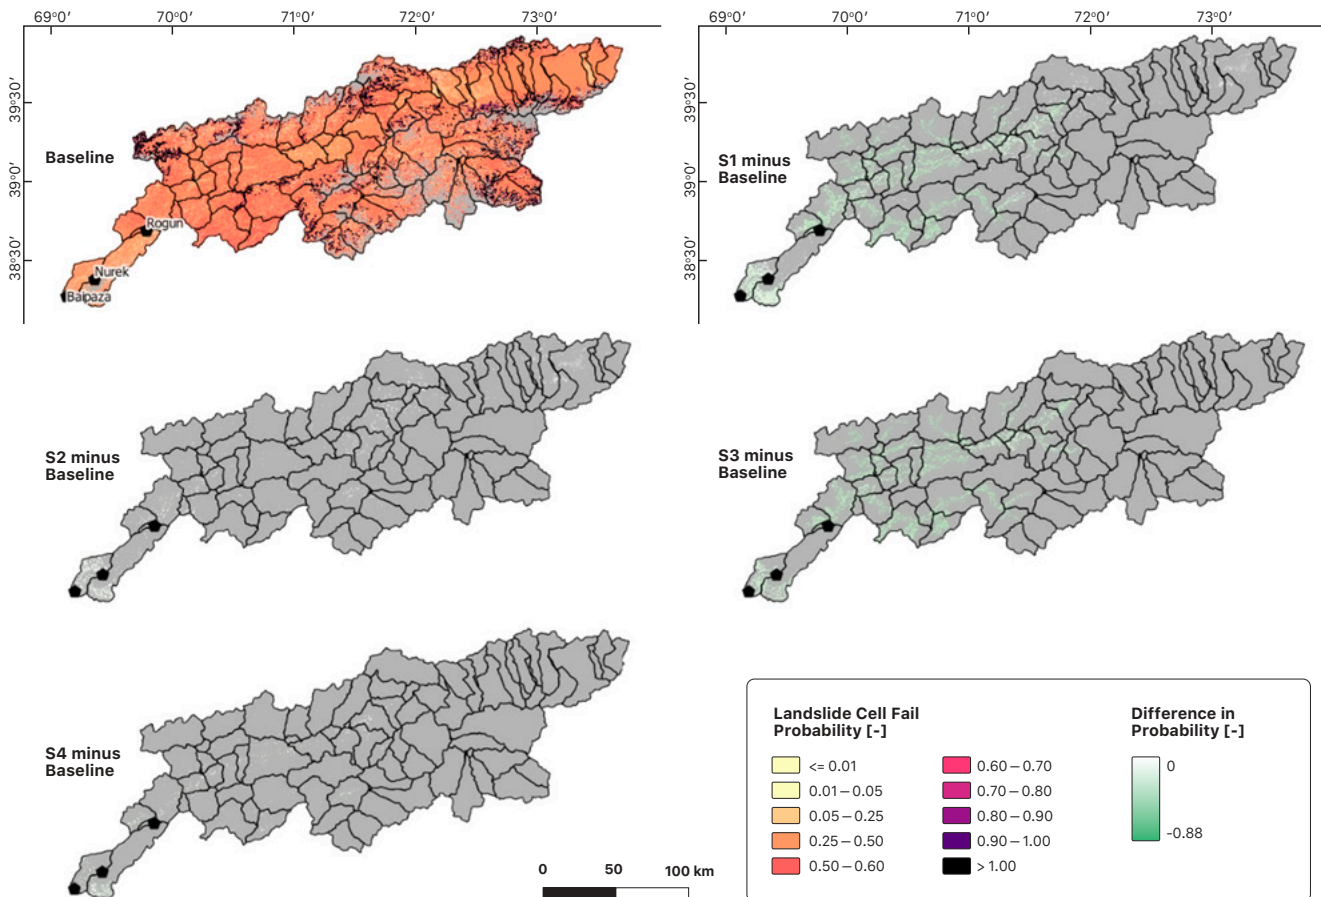 69°0′ 70°0′ 71°0′ 72°0′ 73°0′
69°0′ 70°0′ 71°0′ 72°0′ 73°0′
39°30′
39°0′
38°30′
Baseline
Rogun
Nurek
Baipaza
39°30′
39°0′
38°30′
S1 minus
Baseline
S2 minus
Baseline
S3 minus
Baseline
S4 minus
Baseline
0 50 100 km
Landslide Cell Fail
Probability [-]
<= 0.01
0.01 – 0.05
0.05 – 0.25
0.25 – 0.50
0.50 – 0.60
0.60 – 0.70
0.70 – 0.80
0.80 – 0.90
0.90 – 1.00
> 1.00
Difference in
Probability [-]
0
-0.88